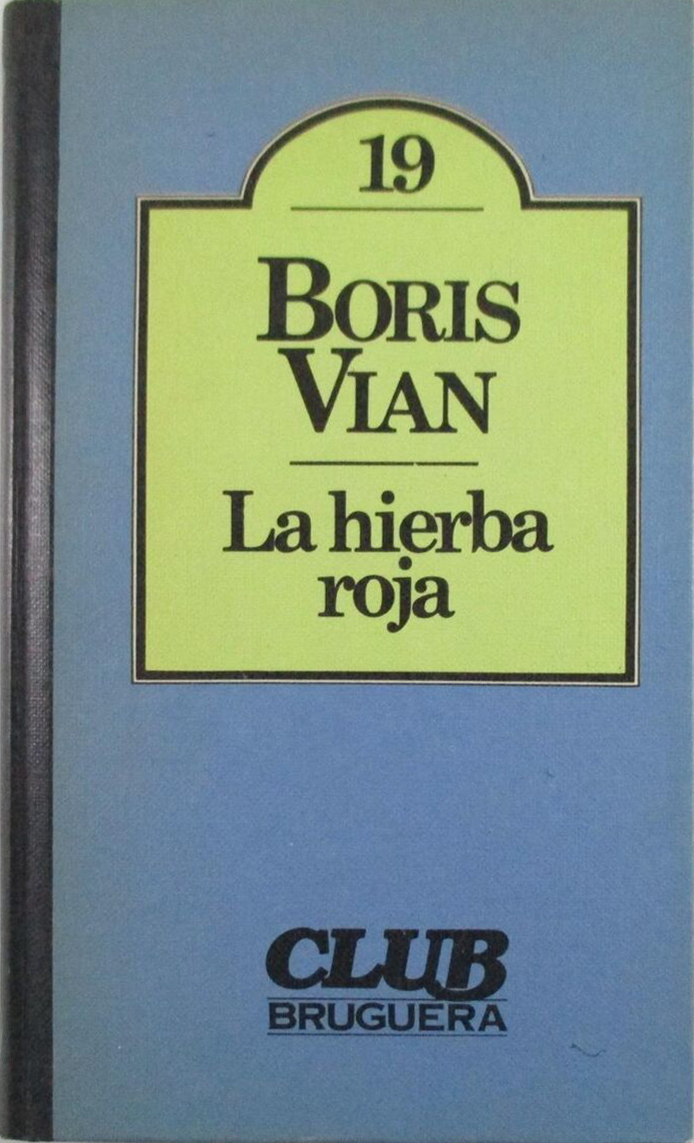 19
BORIS
VIAN
La hierba
roja
CLUB
BRUGUERA